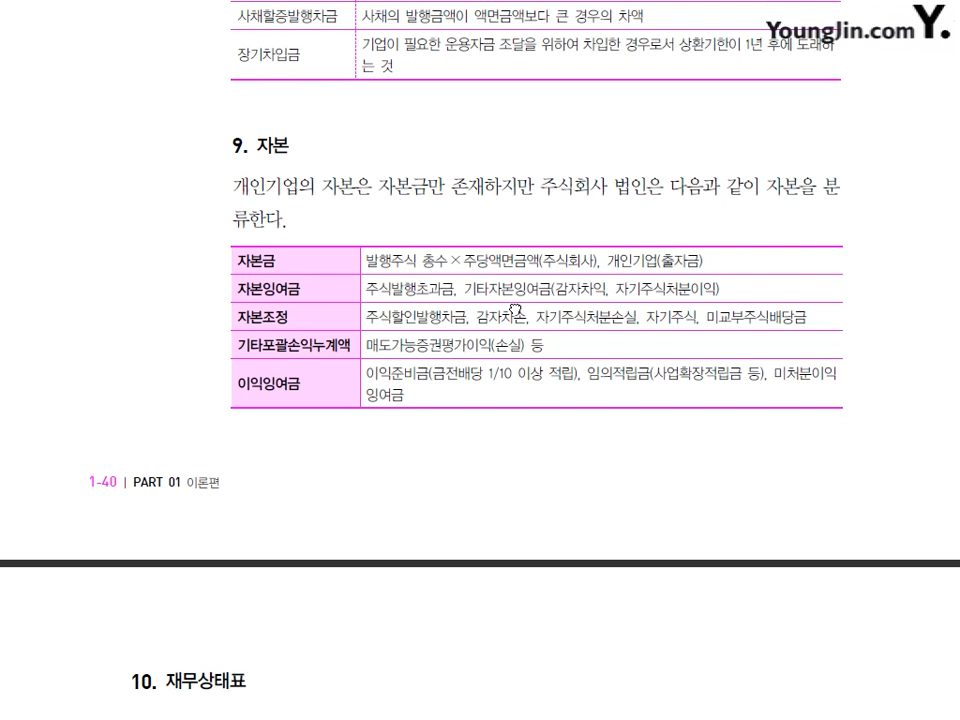 사채할증발행차금 사채의 발행금액이 액면금액보다 큰 경우의 차액
YoungJin.com Y.
장기차입금 기업이 필요한 운용자금 조달을 위하여 차입한 경우로서 상환기한이 1년 후에 도래하
는 것
9. 자본
개인기업의 자본은 자본금만 존재하지만 주식회사 법인은 다음과 같이 자본을 분
류한다.
자본금 발행주식 총수×주당액면금액(주식회사), 개인기업(출자금)
자본잉여금 주식발행초과금, 기타자본잉여금(감자차익, 자기주식처분이익)
자본조정 주식할인발행차금, 감자차손, 자기주식처분손실, 자기주식, 미교부주식배당금
기타포괄손익누계액 매도가능증권평가이익(손실) 등
이익잉여금 이익준비금(금전배당 1/10 이상 적립), 임의적립금(사업확장적립금 등), 미처분이익
잉여금
1-40 | PART 01 이론편
10. 재무상태표